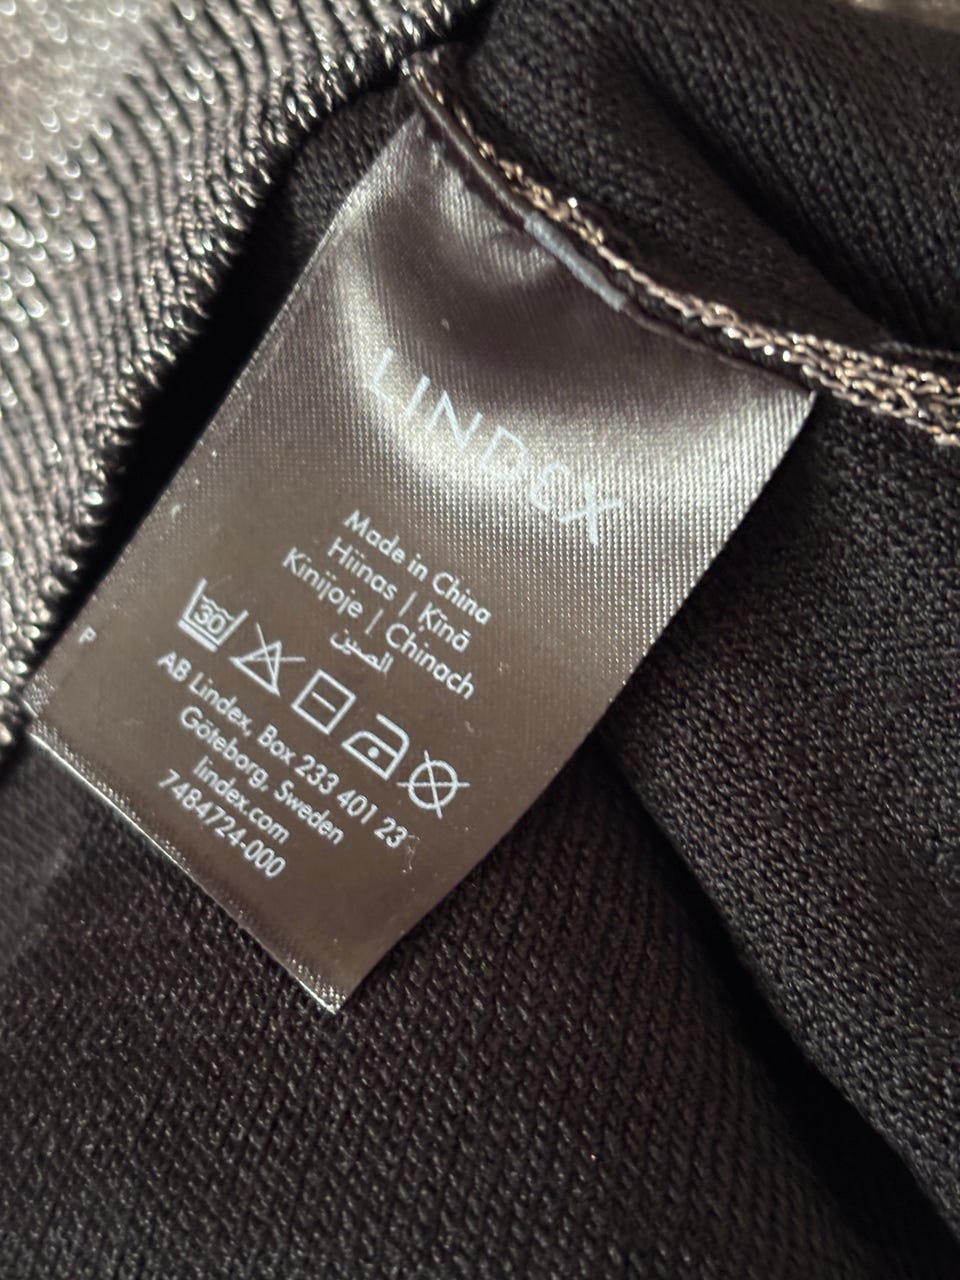 LINDEX
Made in China
Hiinas | Ķīnā
Kinijoje | Chinach
الصين
30
AB Lindex, Box 233 401 23
Göteborg, Sweden
lindex.com
7484724-000